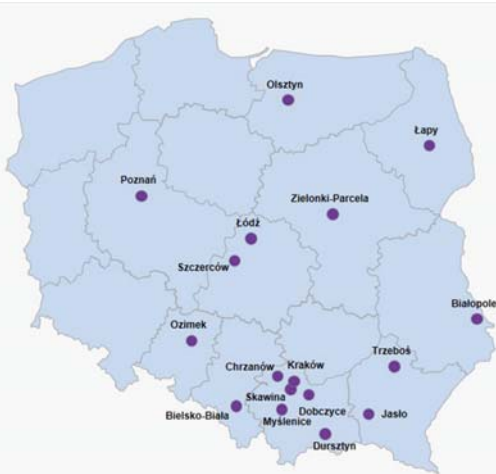 Olsztyn
Łapy
Poznań
Zielonki-Parcela
Łódź
Szczerców
Białopole
Ozimek
Trzeboś
Chrzanów
Kraków
Skawina
Bielsko-Biała
Myślenice
Dobczyce
Jasło
Dursztyn